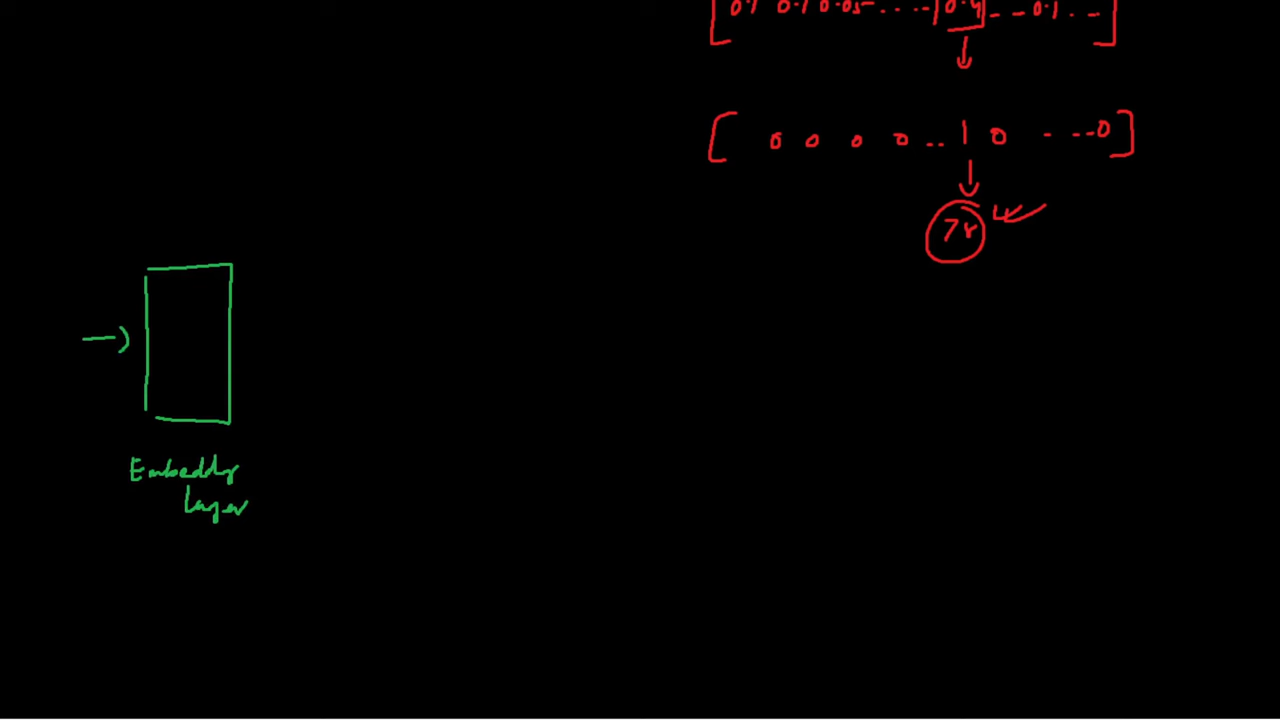 [0.1 0.1 0.05 - . . . - 0.4 - - 0.1 . . -]
[0 0 0 0 .. 1 0 - - - 0]
78
Embeddy
Layer